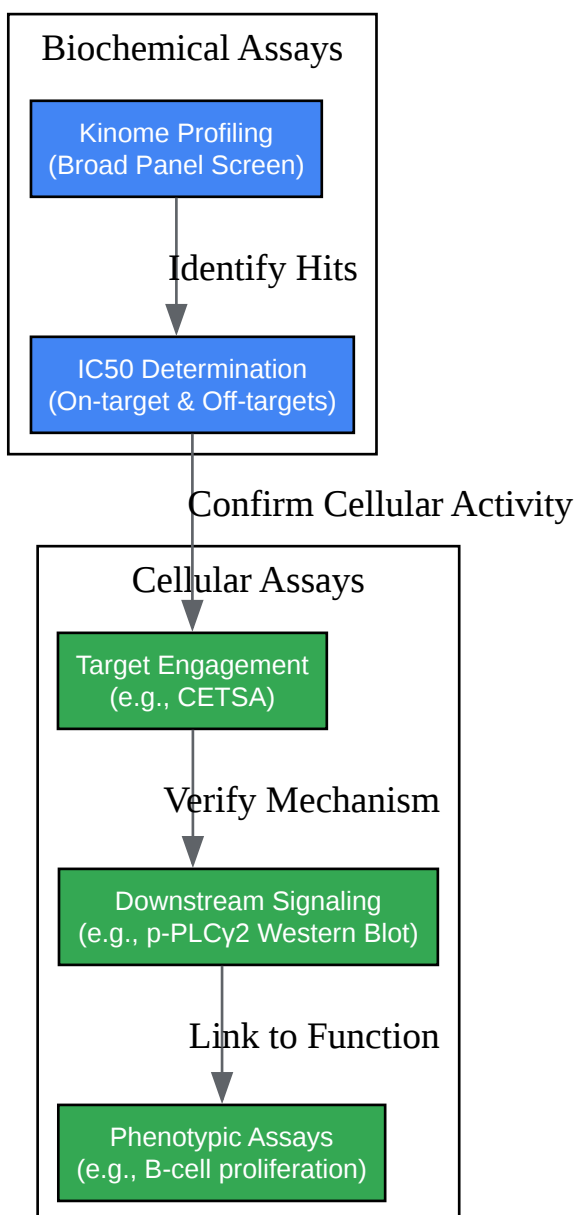 Biochemical Assays
Kinome Profiling
(Broad Panel Screen)
Identify Hits
IC50 Determination
(On-target & Off-targets)
Confirm Cellular Activity
Cellular Assays
Target Engagement
(e.g., CETSA)
Verify Mechanism
Downstream Signaling
(e.g., p-PLCγ2 Western Blot)
Link to Function
Phenotypic Assays
(e.g., B-cell proliferation)